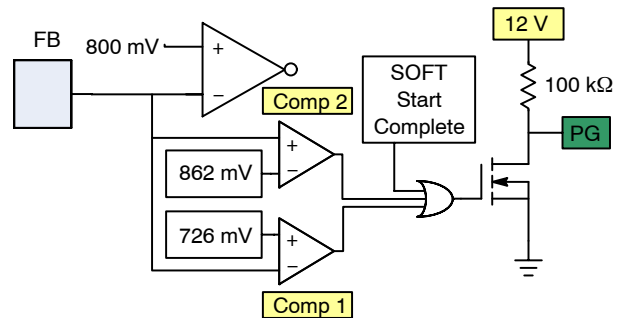 FB
800 mV
+
−
Comp 2
SOFT
Start
Complete
12 V
100 kΩ
PG
862 mV
+
−
726 mV
+
−
Comp 1